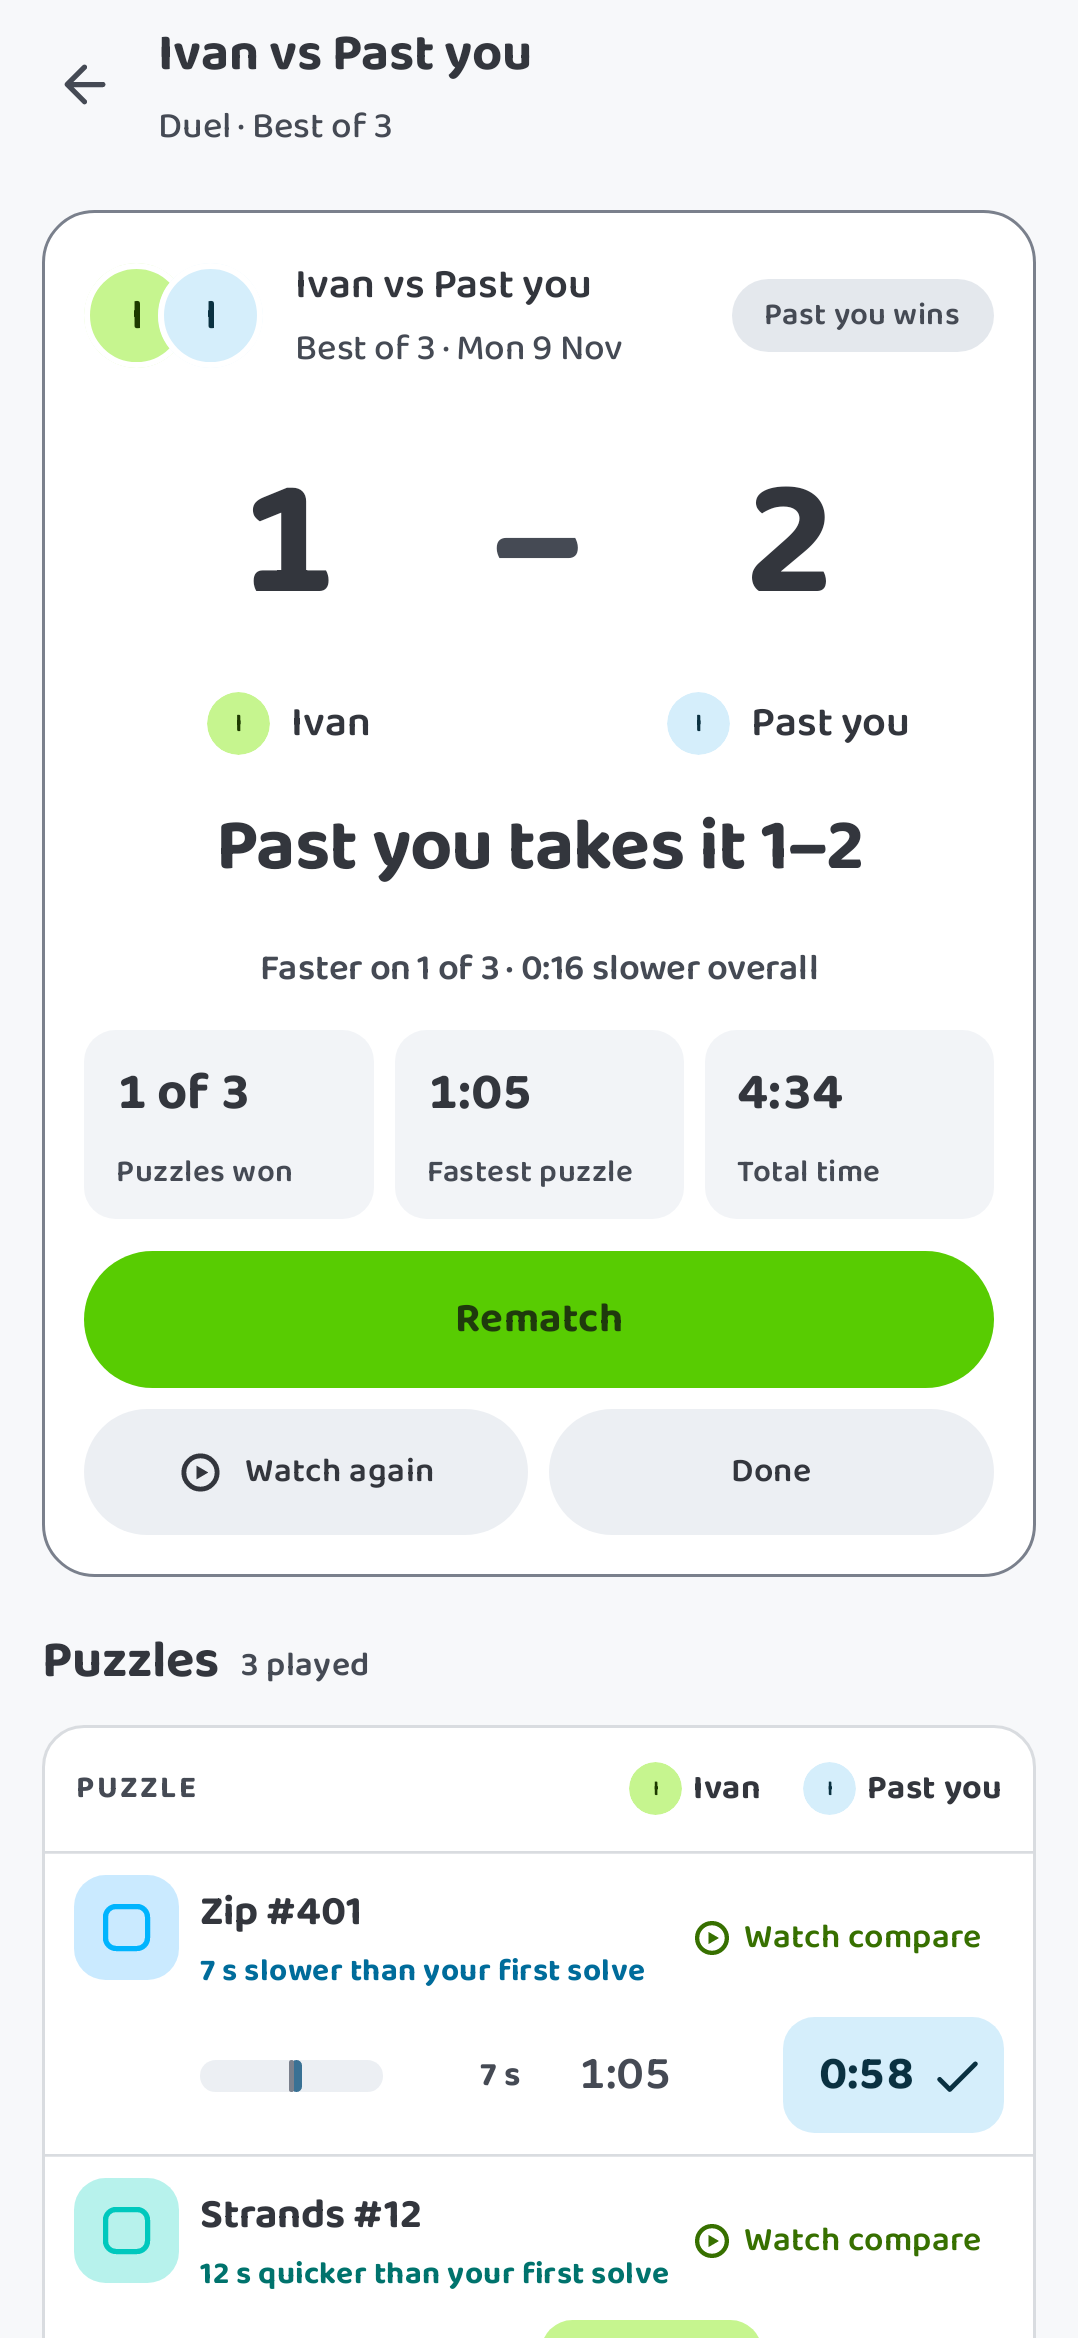 Ivan vs Past you
Duel · Best of 3
I I
Ivan vs Past you
Best of 3 · Mon 9 Nov
Past you wins
1 – 2
I Ivan
I Past you
Past you takes it 1–2
Faster on 1 of 3 · 0:16 slower overall
1 of 3
Puzzles won
1:05
Fastest puzzle
4:34
Total time
Rematch
Watch again
Done
Puzzles 3 played
PUZZLE
I Ivan
I Past you
Zip #401
7 s slower than your first solve
Watch compare
7 s 1:05 0:58
Strands #12
12 s quicker than your first solve
Watch compare